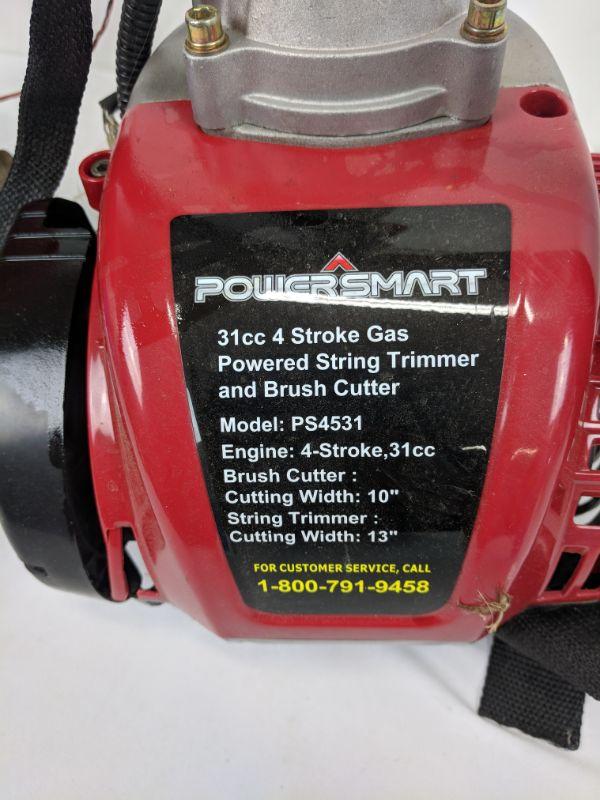 POWERSMART
31cc 4 Stroke Gas
Powered String Trimmer
and Brush Cutter
Model: PS4531
Engine: 4-Stroke,31cc
Brush Cutter :
Cutting Width: 10"
String Trimmer :
Cutting Width: 13"
FOR CUSTOMER SERVICE, CALL
1-800-791-9458